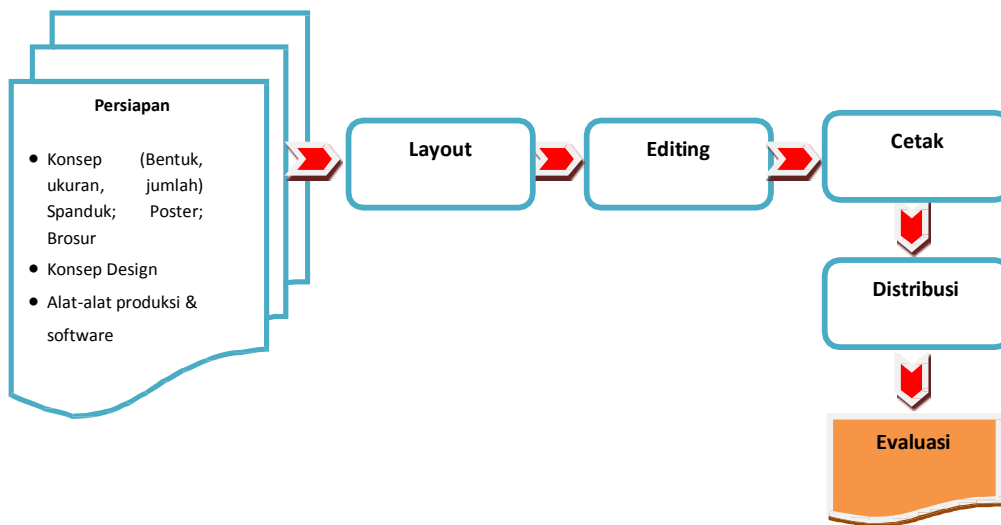 Persiapan
• Konsep (Bentuk,
ukuran, jumlah)
Spanduk; Poster;
Brosur
• Konsep Design
• Alat-alat produksi &
software
Layout
Editing
Cetak
Distribusi
Evaluasi